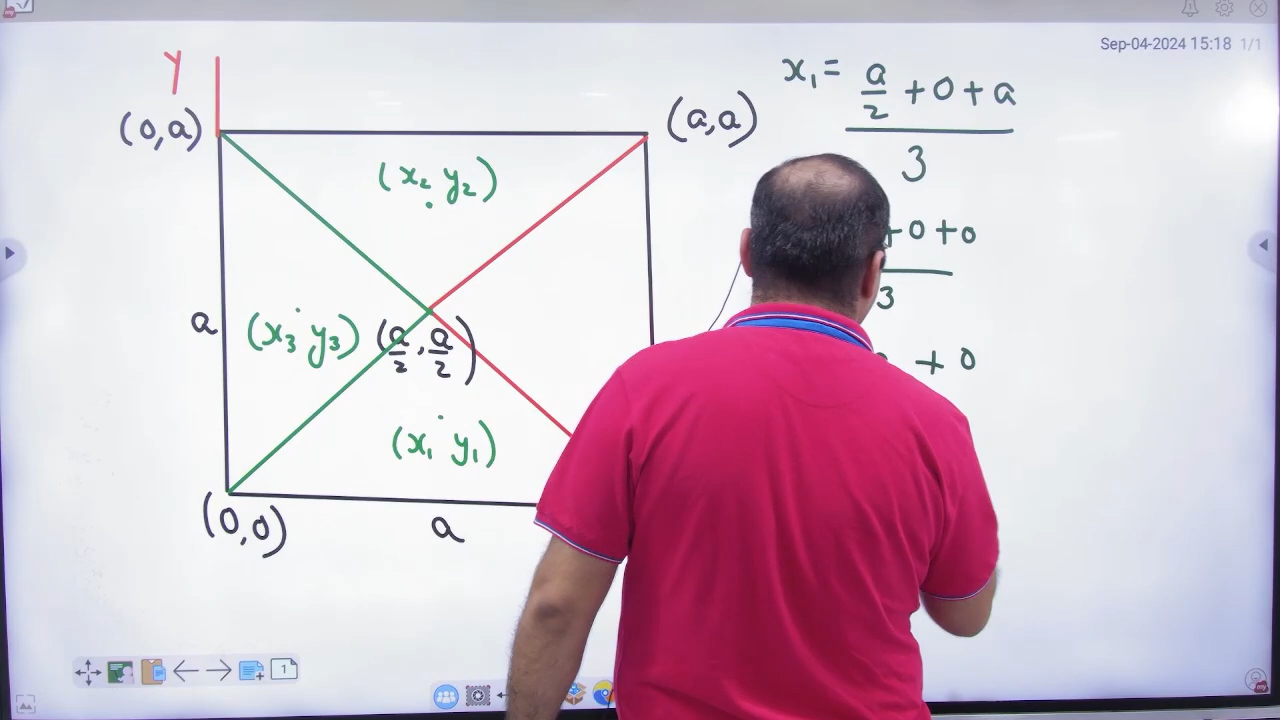 Sep-04-2024 15:18 1/1
y
(0,a)
(a,a)
x₁ = a/2 + 0 + a
3
(x₂ y₂)
+0+0
3
a
(x₃ y₃)
(a/2, a/2)
+ 0
(x₁ y₁)
(0,0)
a
1